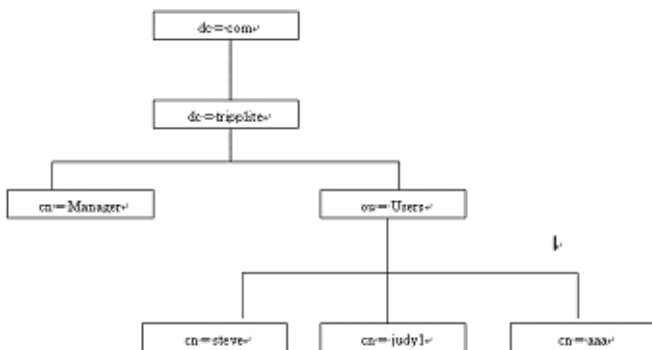 dc = com
dc = tripplite
cn = Manager
ou = Users
cn = steve
cn = judy1
cn = aaa